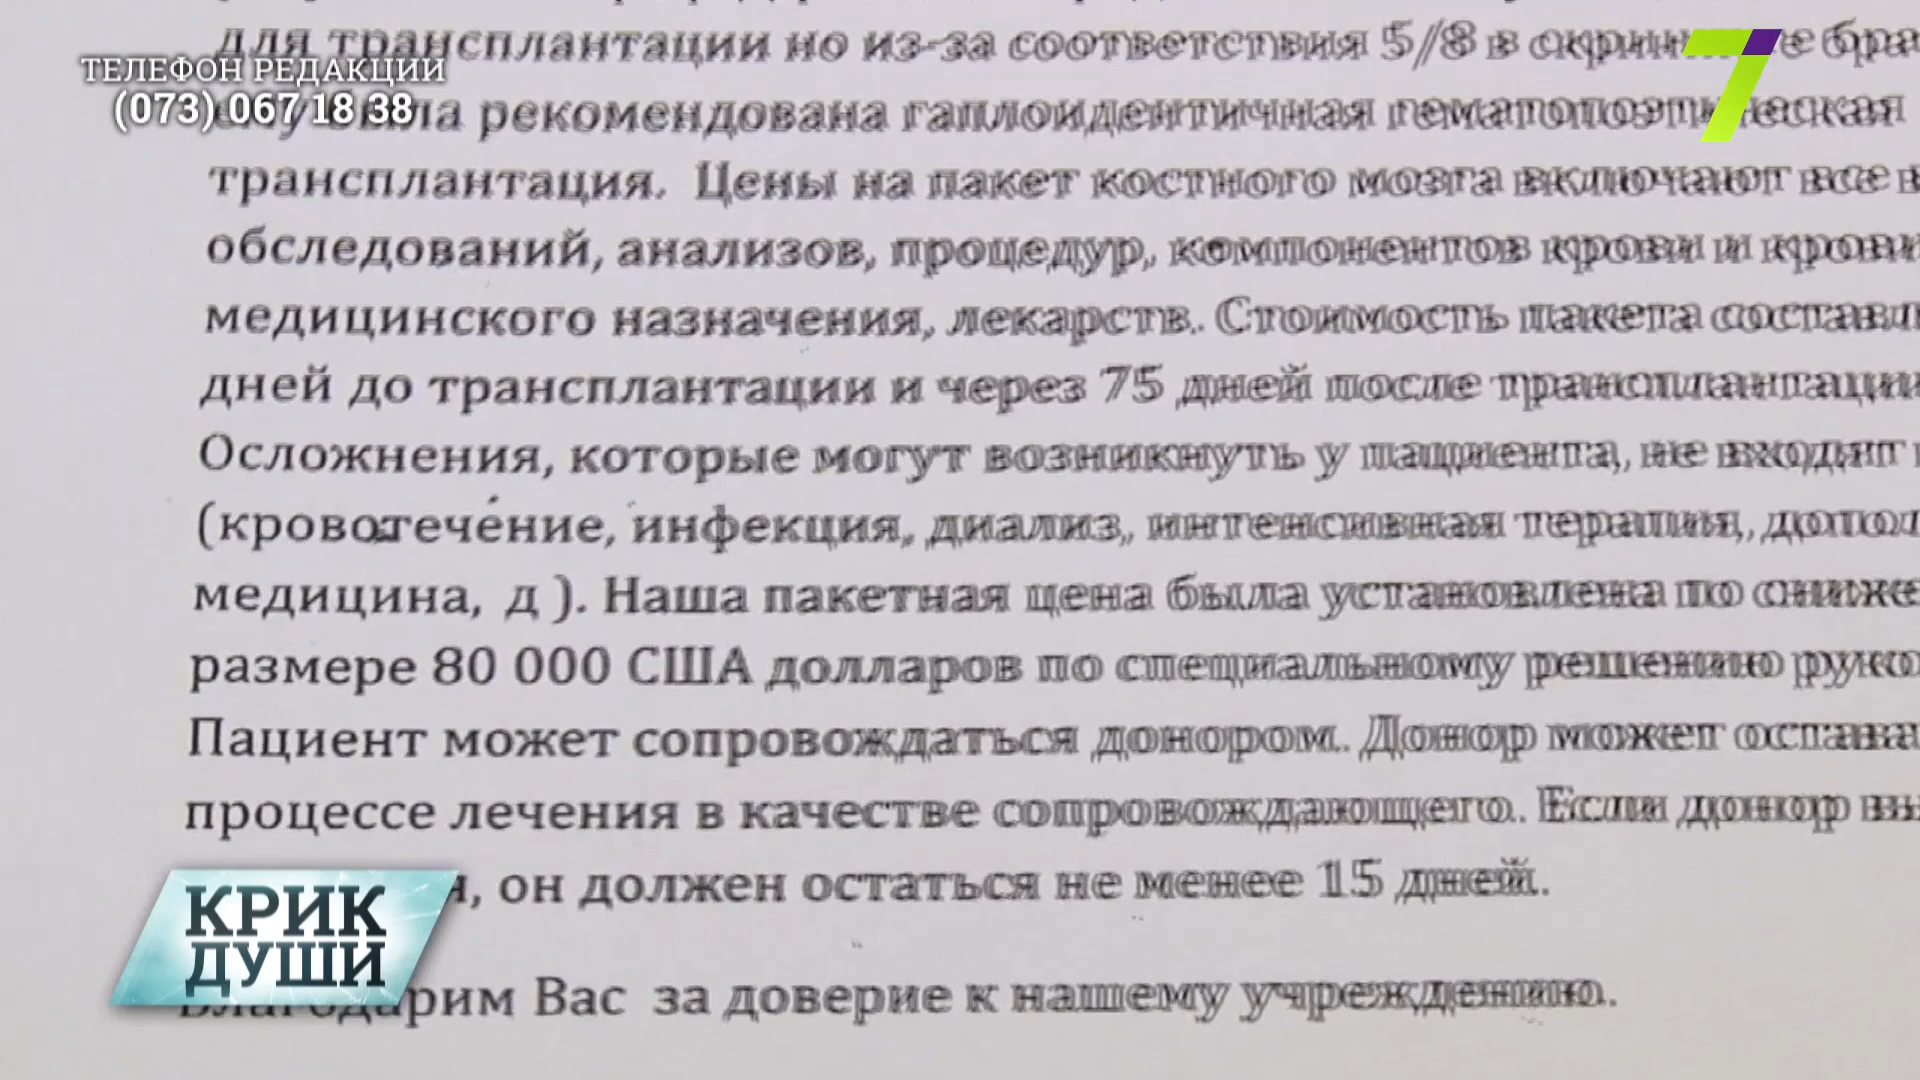 для трансплантации но из-за соответствия 5/8 в
ТЕЛЕФОН РЕДАКЦИИ
(073) 067 18 38
рекомендована гаплоидентичная гематопоэтическая
трансплантация. Цены на пакет костного мозга включают все
обследований, анализов, процедур, компонентов крови и
медицинского назначения, лекарств. Стоимость пакета
дней до трансплантации и через 75 дней после
Осложнения, которые могут возникнуть у пациента, не входят
(кровотечение, инфекция, диализ, интенсивная терапия,
медицина, д ). Наша пакетная цена была установлена по
размере 80 000 США долларов по специальному решению
Пациент может сопровождаться донором. Донор может
процессе лечения в качестве сопровождающего. Если донор
он должен остаться не менее 15 дней.
КРИК
ДУШИ
Вас за доверие к нашему учреждению.
7